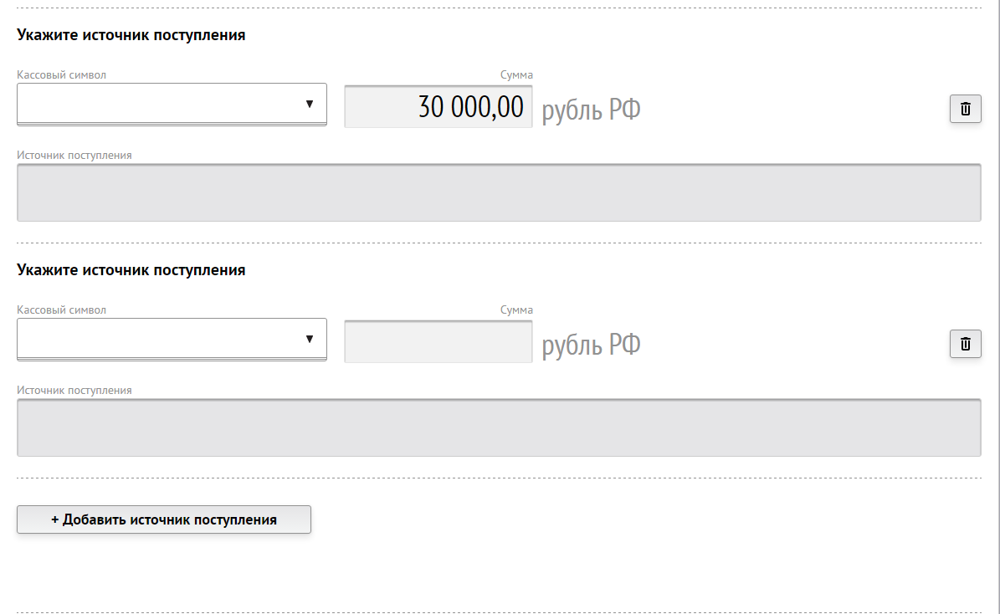 Укажите источник поступления
Кассовый символ Сумма
30 000,00 рубль РФ
Источник поступления
Укажите источник поступления
Кассовый символ Сумма
рубль РФ
Источник поступления
+ Добавить источник поступления